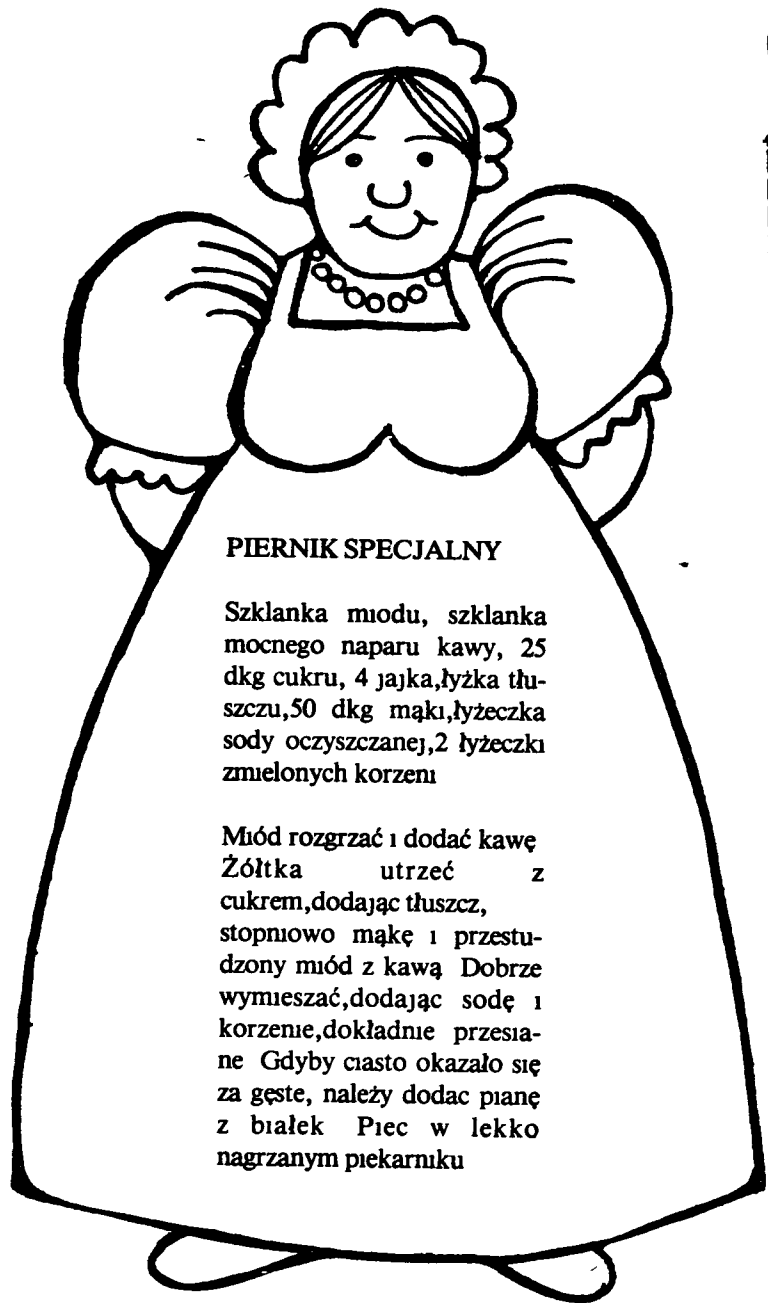 PIERNIK SPECJALNY
Szklanka miodu, szklanka
mocnego naparu kawy, 25
dkg cukru, 4 jajka,łyżka tłu-
szczu,50 dkg mąki,łyżeczka
sody oczyszczanej,2 łyżeczki
zmielonych korzeni
Miód rozgrzać i dodać kawę
Żółtka utrzeć z
cukrem,dodając tłuszcz,
stopniowo mąkę i przestu-
dzony miód z kawą Dobrze
wymieszać,dodając sodę i
korzenie,dokładnie przesia-
ne Gdyby ciasto okazało się
za gęste, należy dodac pianę
z białek Piec w lekko
nagrzanym piekarniku